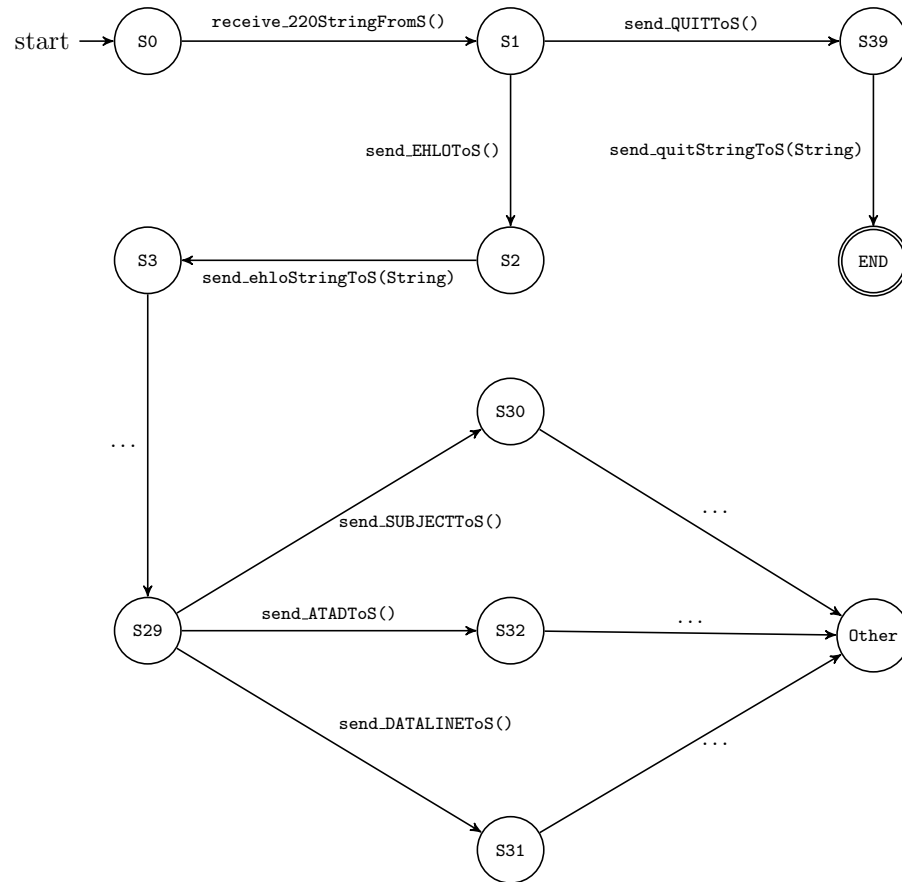 start
S0
receive_220StringFromS()
S1
send_QUITToS()
S39
send_EHLOToS()
send_quitStringToS(String)
S3
send_ehloStringToS(String)
S2
END
S30
...
...
send_SUBJECTToS()
S29
send_ATADToS()
S32
...
Other
send_DATALINEToS()
...
S31